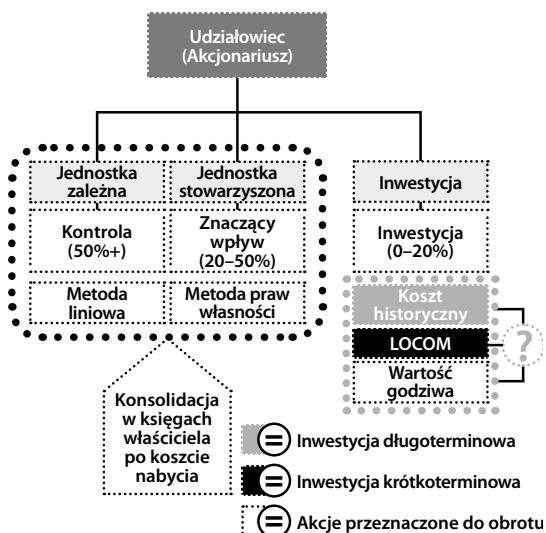 Udziałowiec
(Akcjonariusz)
Jednostka
zależna
Jednostka
stowarzyszona
Inwestycja
Kontrola
(50%+)
Znaczący
wpływ
(20–50%)
Inwestycja
(0–20%)
Metoda
liniowa
Metoda praw
własności
Koszt
historyczny
LOCOM
Wartość
godziwa
?
Konsolidacja
w księgach
właściciela
po koszcie
nabycia
= Inwestycja długoterminowa
= Inwestycja krótkoterminowa
= Akcje przeznaczone do obrotu